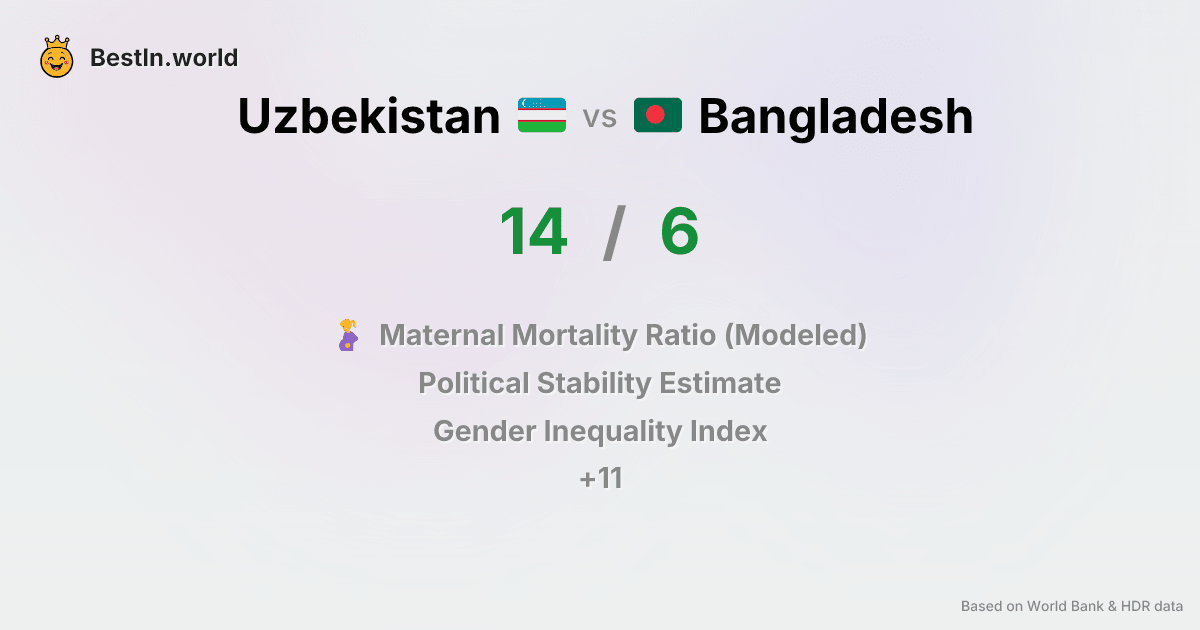 BestIn.world
Uzbekistan vs Bangladesh
14 / 6
Maternal Mortality Ratio (Modeled)
Political Stability Estimate
Gender Inequality Index
+11
Based on World Bank & HDR data